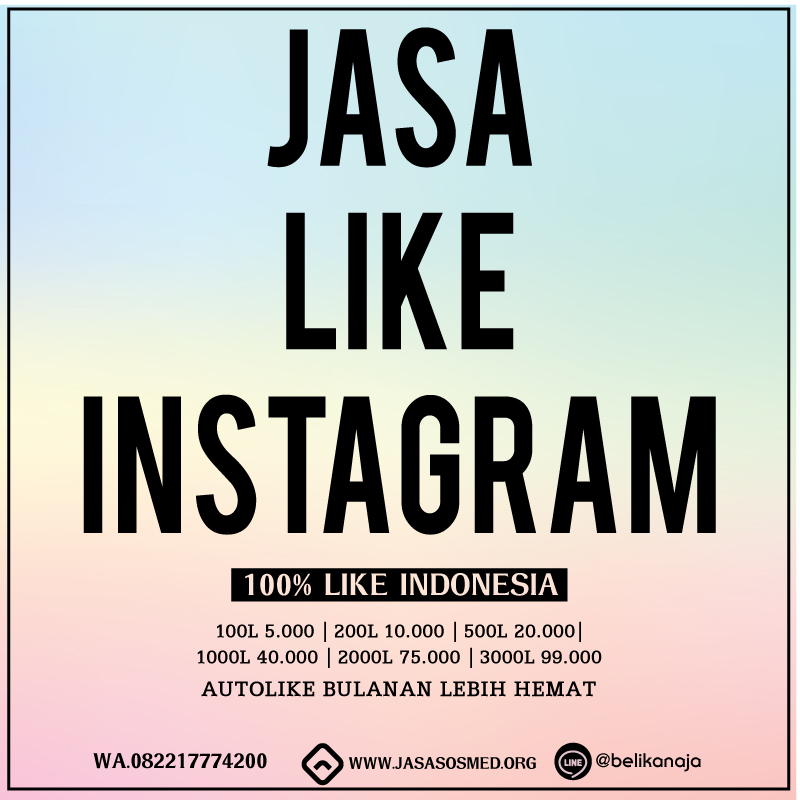 JASA
LIKE
INSTAGRAM
100% LIKE INDONESIA
100L 5.000 | 200L 10.000 | 500L 20.000|
1000L 40.000 | 2000L 75.000 | 3000L 99.000
AUTOLIKE BULANAN LEBIH HEMAT
WA.082217774200 WWW.JASASOSMED.ORG LINE @belikanaja